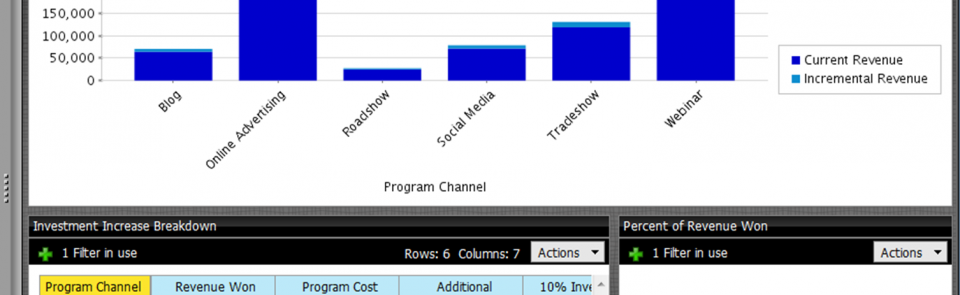 150,000
100,000
50,000
0
Current Revenue
Incremental Revenue
Blog
Online Advertising
Roadshow
Social Media
Tradeshow
Webinar
Program Channel
Investment Increase Breakdown
1 Filter in use
Rows: 6 Columns: 7
Actions
Program Channel
Revenue Won
Program Cost
Additional
10% Inve
Percent of Revenue Won
1 Filter in use
Actions